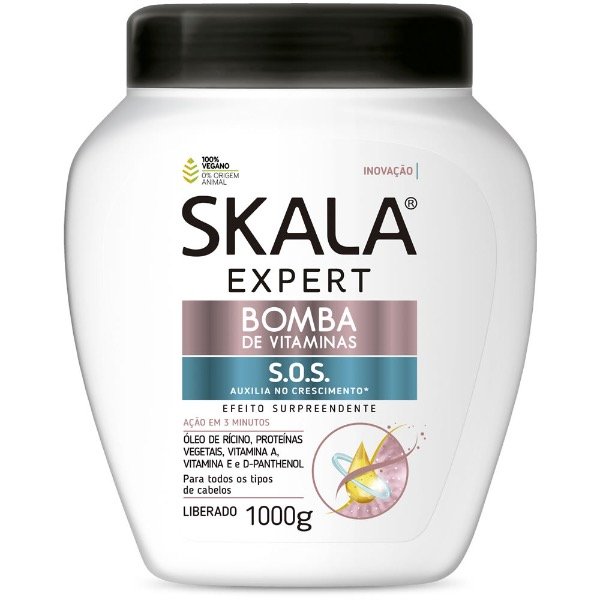 100%
VEGANO
0% ORIGEM
ANIMAL
INOVAÇÃO
SKALA®
EXPERT
BOMBA
DE VITAMINAS
S.O.S.
AUXILIA NO CRESCIMENTO*
EFEITO SURPREENDENTE
AÇÃO EM 3 MINUTOS
ÓLEO DE RÍCINO, PROTEÍNAS
VEGETAIS, VITAMINA A,
VITAMINA E e D-PANTHENOL
Para todos os tipos
de cabelos
LIBERADO 1000g